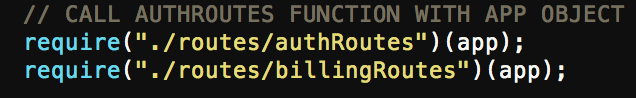 // CALL AUTHROUTES FUNCTION WITH APP OBJECT
require("./routes/authRoutes")(app);
require("./routes/billingRoutes")(app);